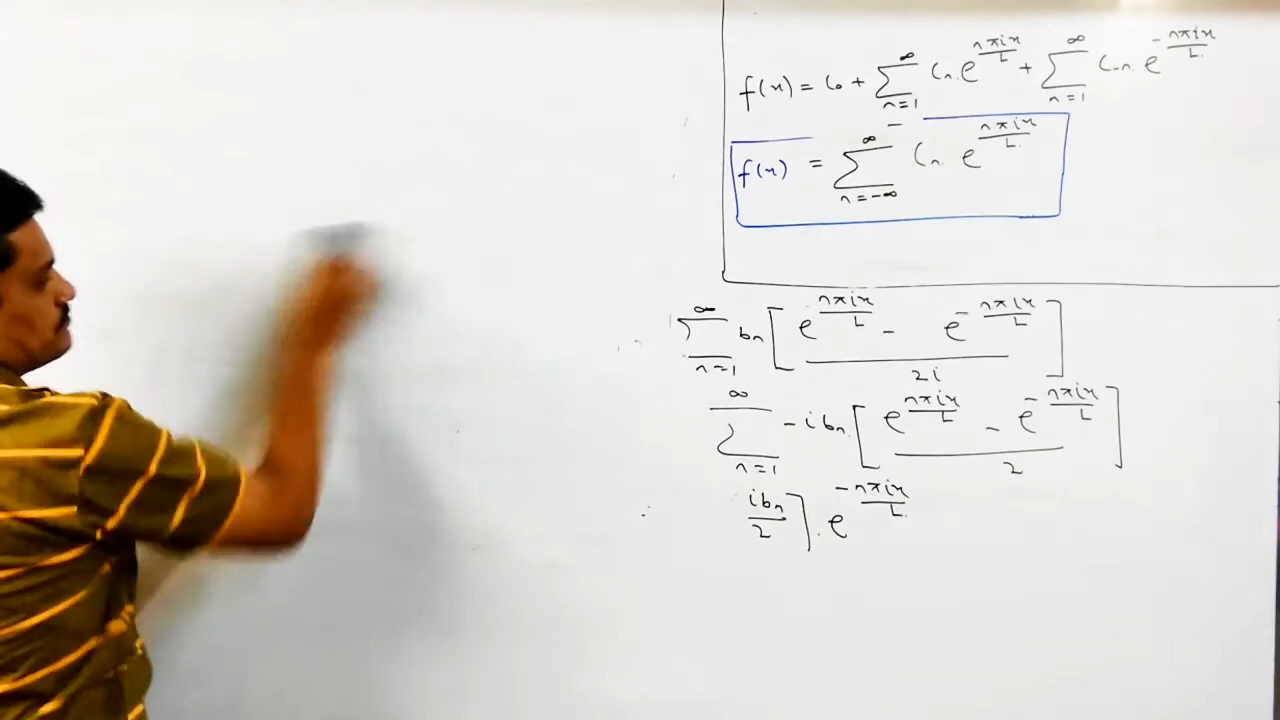 f(x) = C₀ + ∑_{n=1}^{∞} Cₙ e^{nπix/L} + ∑_{n=1}^{∞} C₋ₙ e^{-nπix/L}
f(x) = ∑_{n=-∞}^{∞} Cₙ e^{nπix/L}
∑_{n=1}^{∞} bₙ [ (e^{nπix/L} - e^{-nπix/L}) / 2i ]
∑_{n=1}^{∞} -ibₙ [ (e^{nπix/L} - e^{-nπix/L}) / 2 ]
ibₙ/2 ] . e^{-nπix/L}